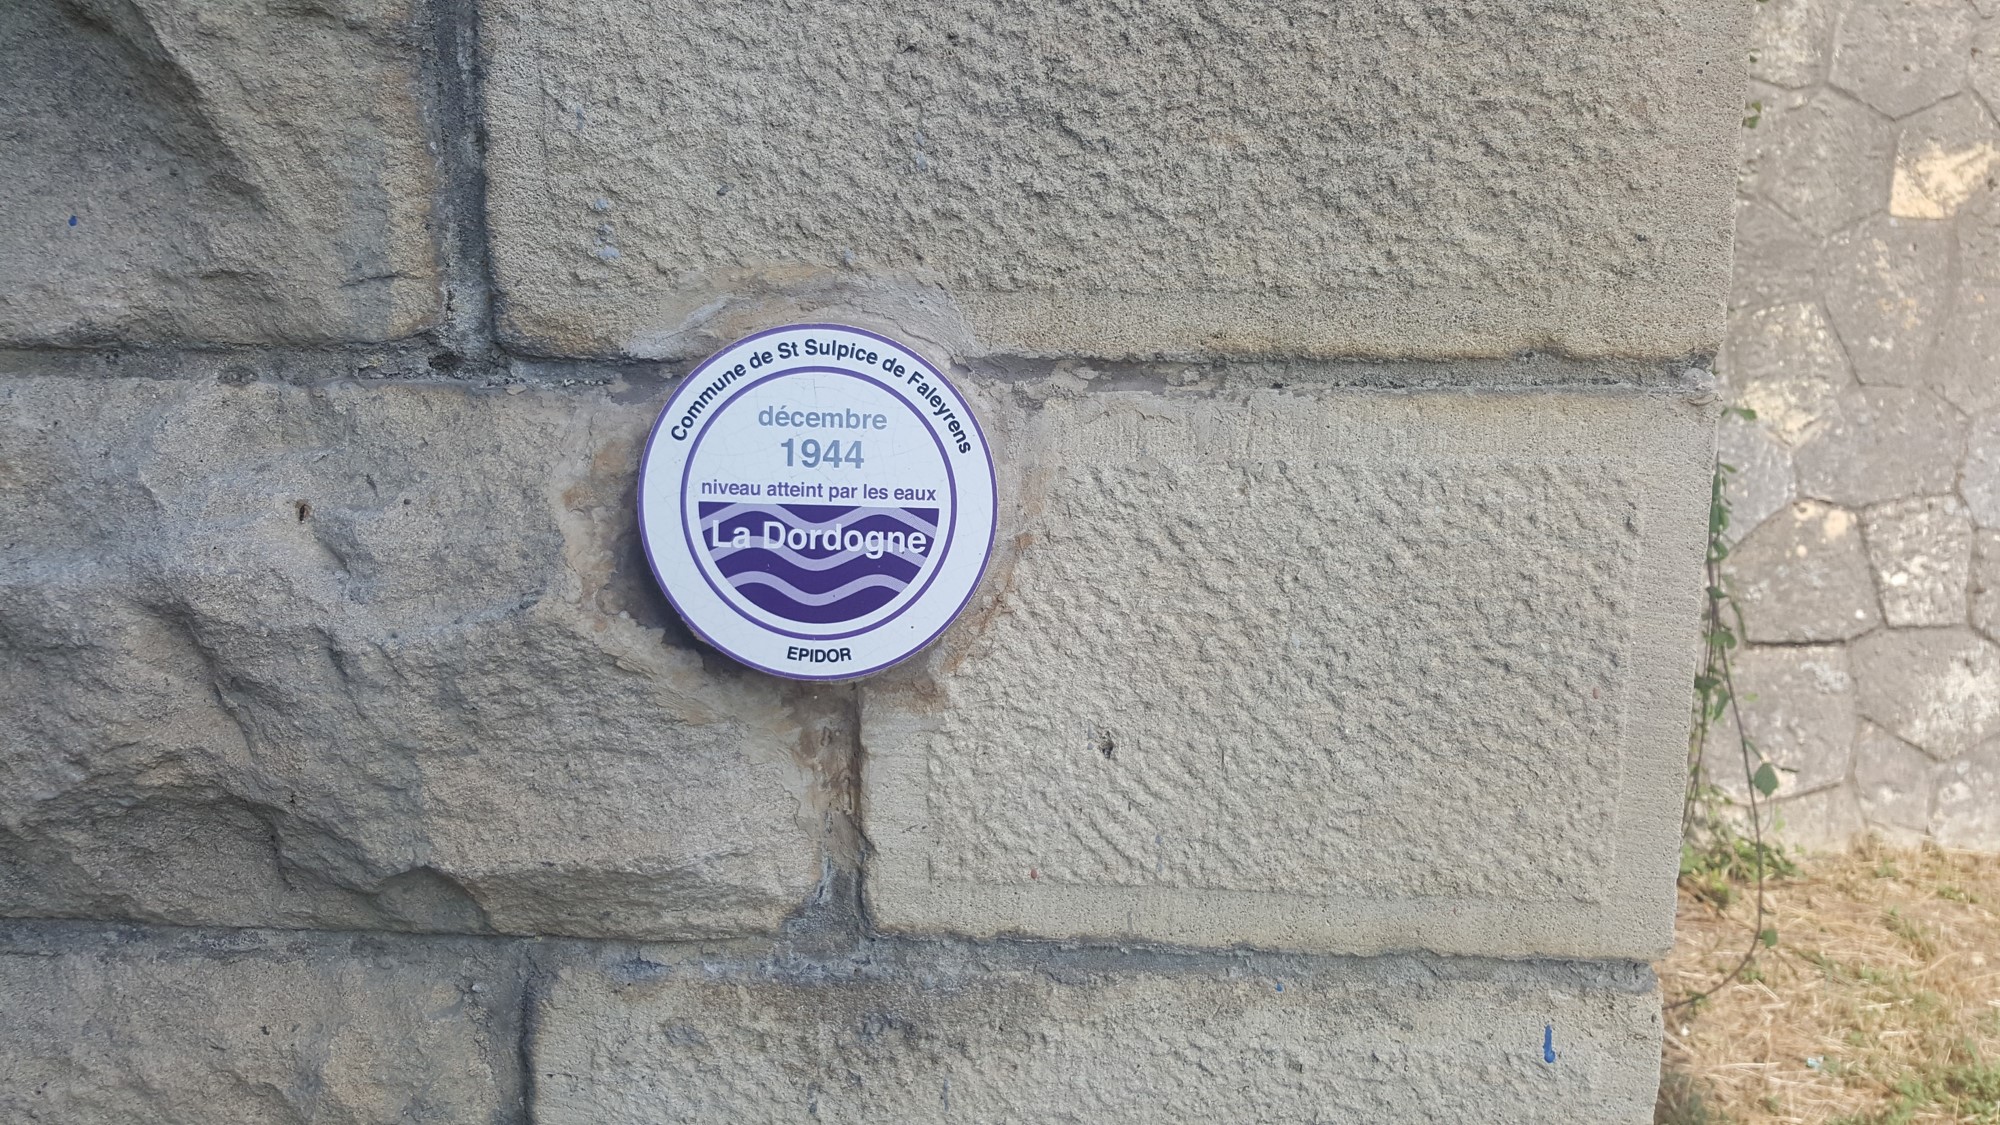 Commune de St Sulpice de Faleyrens
décembre
1944
niveau atteint par les eaux
La Dordogne
EPIDOR